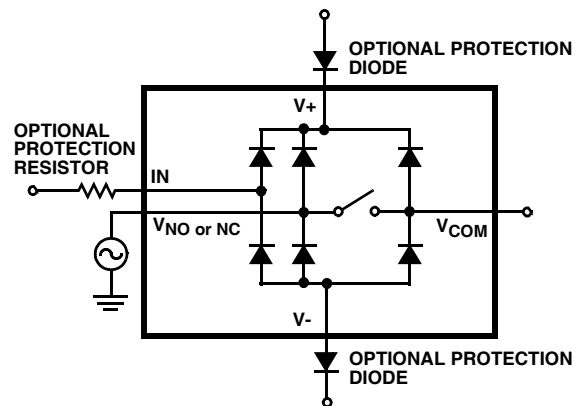 OPTIONAL PROTECTION
DIODE
V+
OPTIONAL
PROTECTION
RESISTOR
IN
VNO or NC
VCOM
V-
OPTIONAL PROTECTION
DIODE